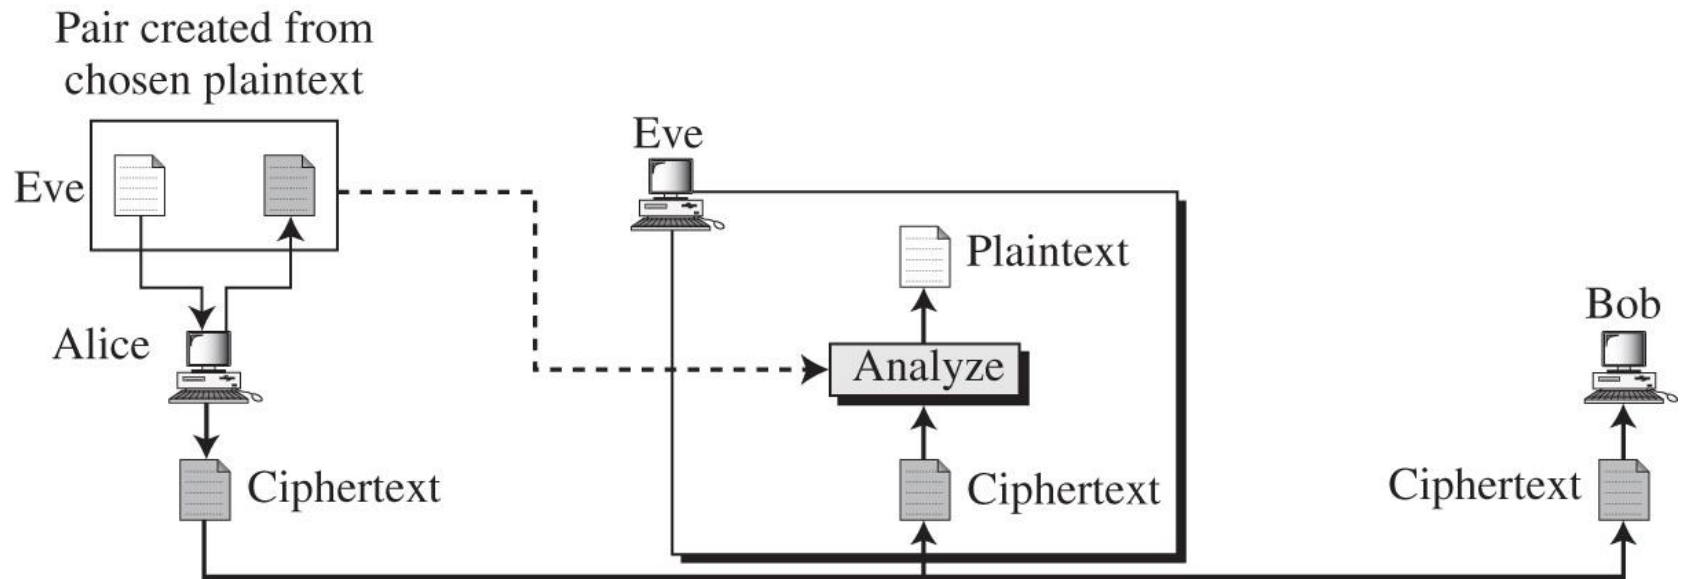 Pair created from
chosen plaintext
Eve
Eve
Plaintext
Bob
Alice
Analyze
Ciphertext
Ciphertext
Ciphertext